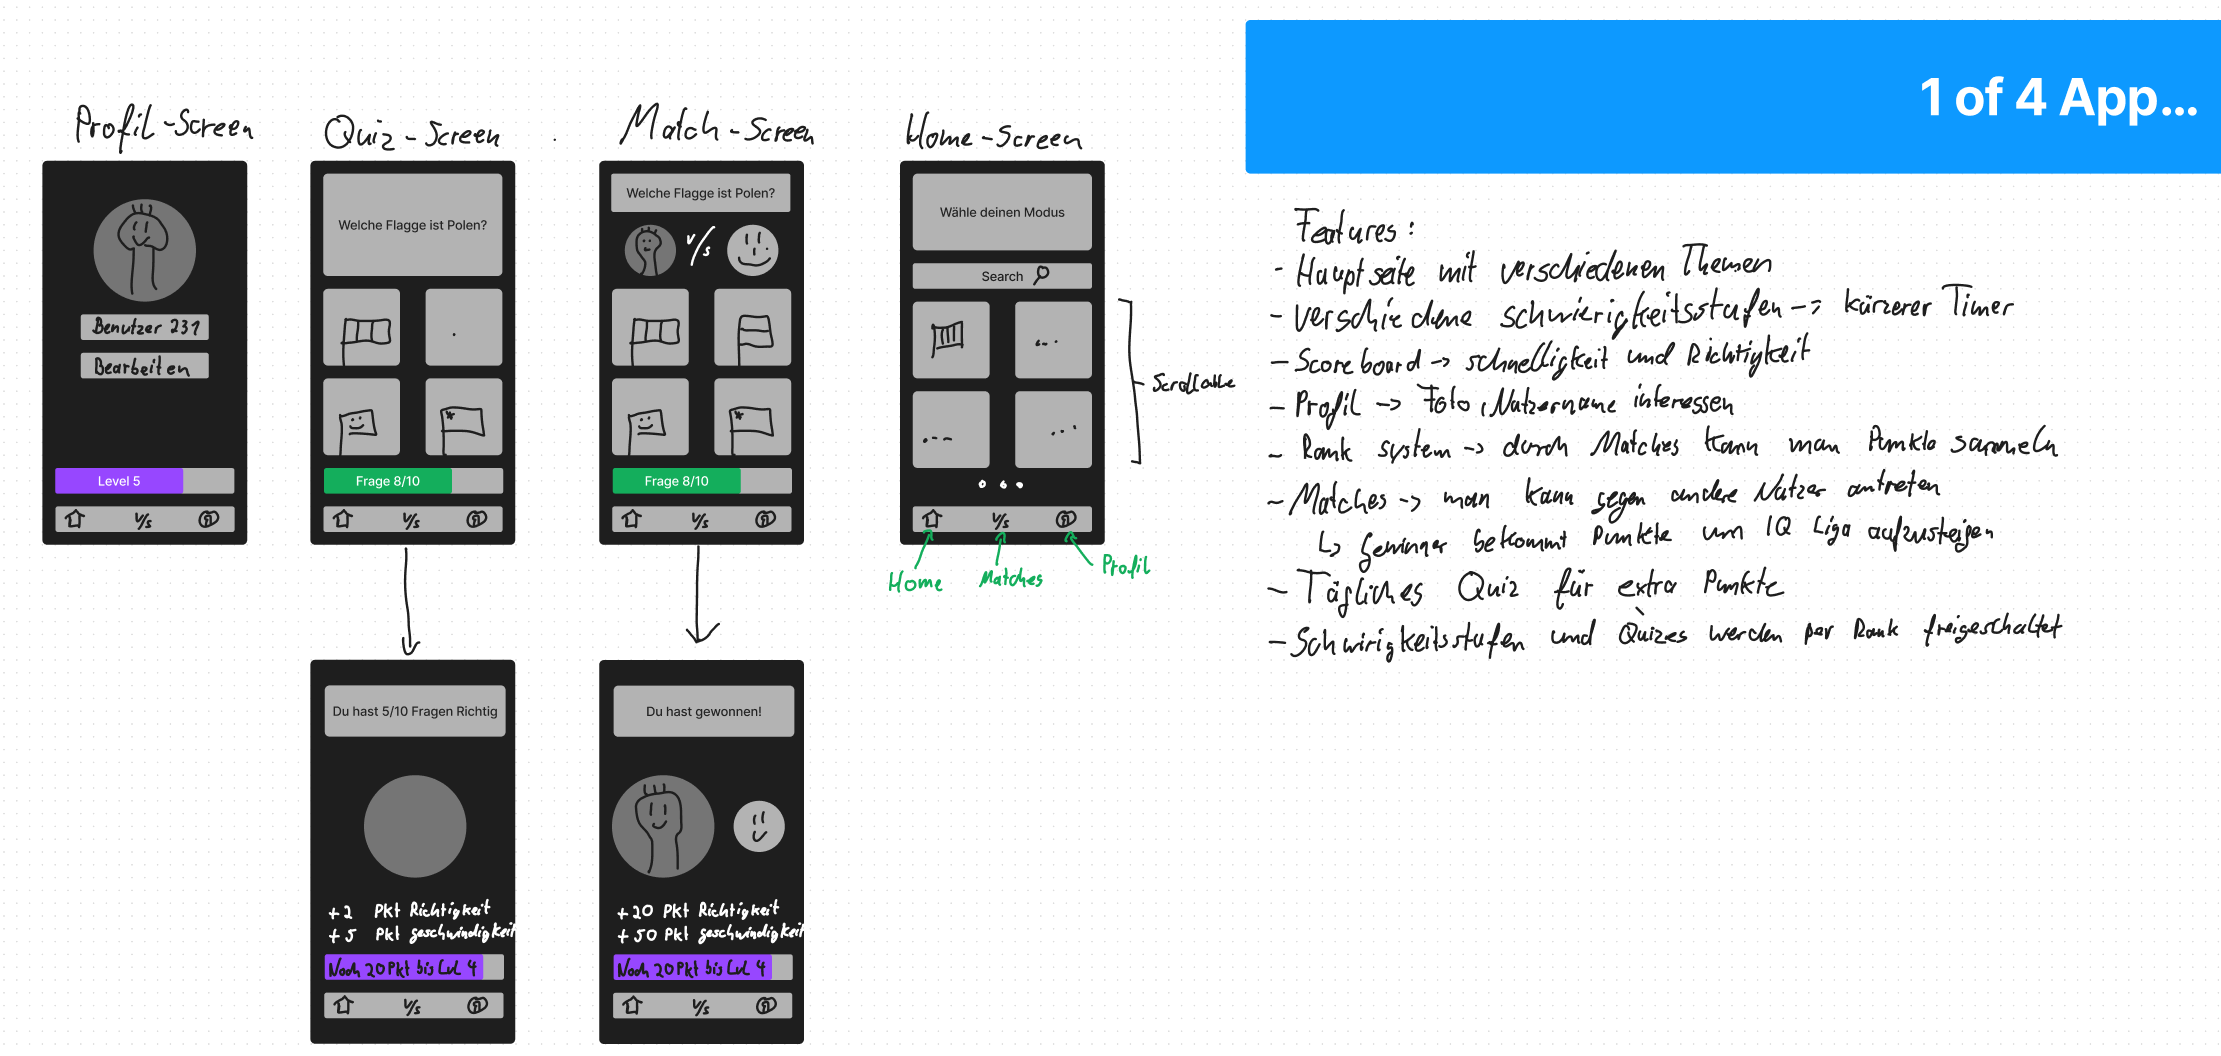 1 of 4 App...
Profil-Screen
Benutzer 231
Bearbeiten
Level 5
V/s
Quiz-Screen
Welche Flagge ist Polen?
Frage 8/10
V/s
Match-Screen
Welche Flagge ist Polen?
V/s
Frage 8/10
V/s
Home-Screen
Wähle deinen Modus
Search
Scrollable
V/s
Home
Matches
Profil
Du hast 5/10 Fragen Richtig
+2 Pkt Richtigkeit
+5 Pkt geschwindigkeit
Noch 20 Pkt bis Lvl 4
V/s
Du hast gewonnen!
+20 Pkt Richtigkeit
+50 Pkt geschwindigkeit
Noch 20 Pkt bis Lvl 4
V/s
Features:
- Hauptseite mit verschiedenen Themen
- Verschiedene schwierigkeitsstufen -> kürzerer Timer
- Scoreboard -> schnelligkeit und Richtigkeit
- Profil -> Foto, Nutzername interessen
- Rank system -> durch Matches kann man Punkte sammeln
- Matches -> man kann gegen andere Nutzer antreten
↳ Gewinner bekommt Punkte um IQ Liga aufzusteigen
- Tägliches Quiz für extra Punkte
- Schwirigkeitsstufen und Quizes werden per Rank freigeschaltet